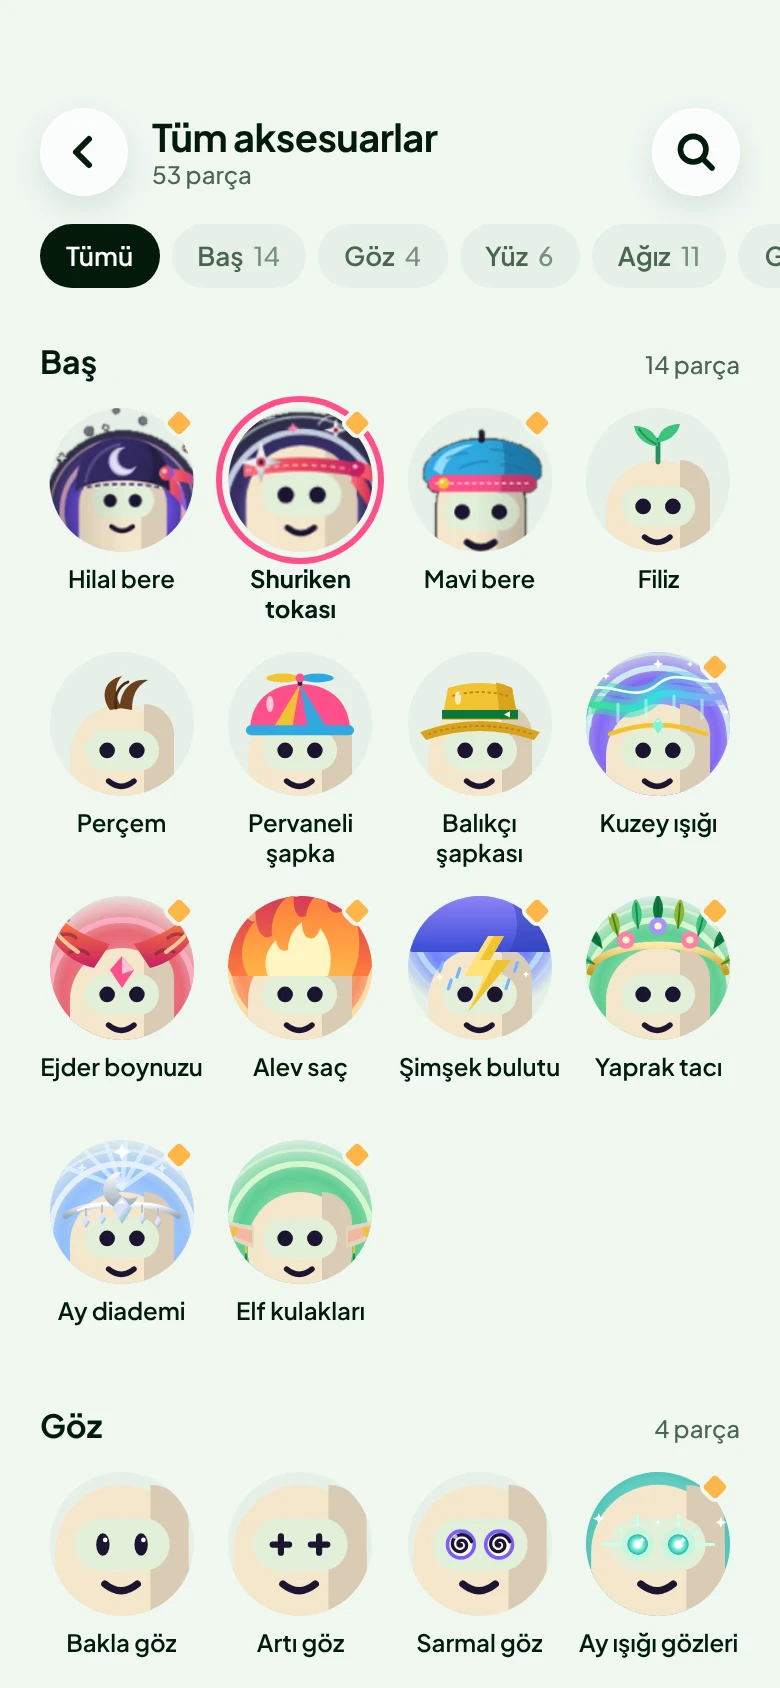 Tüm aksesuarlar
53 parça
Tümü
Baş 14
Göz 4
Yüz 6
Ağız 11
Baş
14 parça
Hilal bere
Shuriken
tokası
Mavi bere
Filiz
Perçem
Pervaneli
şapka
Balıkçı
şapkası
Kuzey ışığı
Ejder boynuzu
Alev saç
Şimşek bulutu
Yaprak tacı
Ay diademi
Elf kulakları
Göz
4 parça
Bakla göz
Artı göz
Sarmal göz
Ay ışığı gözleri